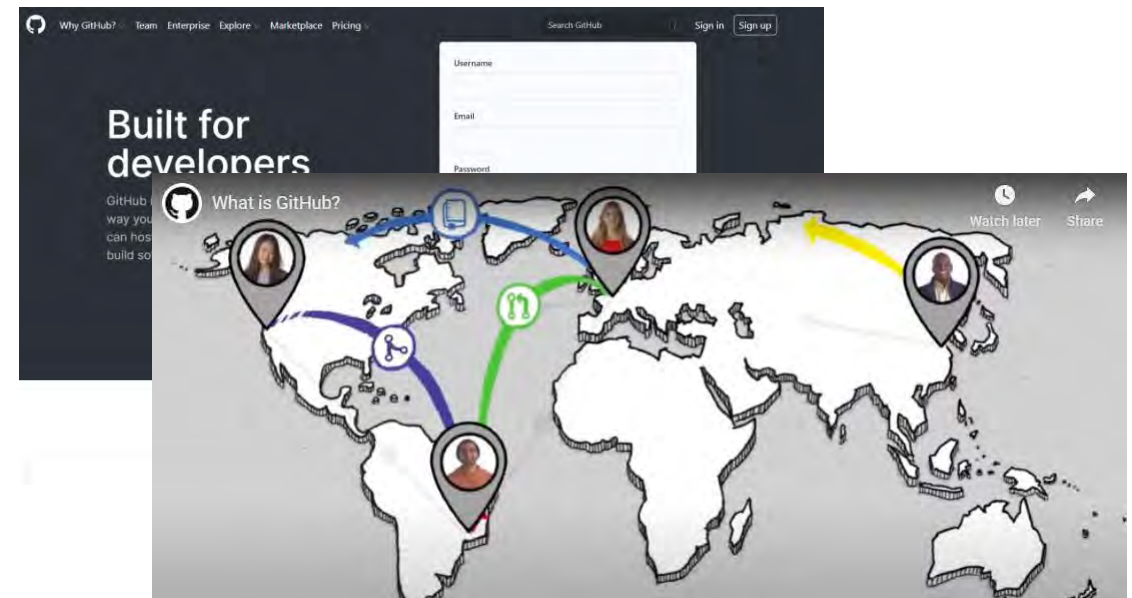 Why GitHub? Team Enterprise Explore Marketplace Pricing
Search GitHub
Sign in Sign up
Built for
developers
GitHub
way you
can hos
build so
Username
Email
Password
What is GitHub?
Watch later Share